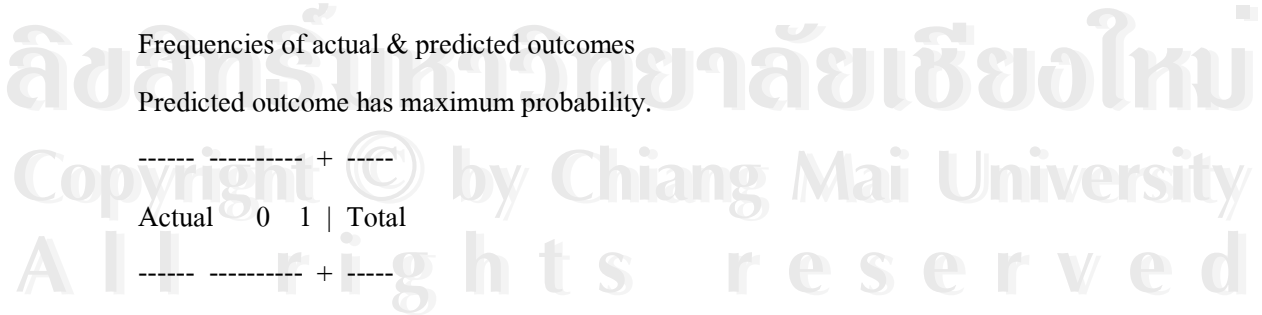 Frequencies of actual & predicted outcomes
ลิขสิทธิ์มหาวิทยาลัยเชียงใหม่
Predicted outcome has maximum probability.
------ ---------- + -----
Copyright © by Chiang Mai University
Actual 0 1 | Total
All rights reserved
------ ---------- + -----